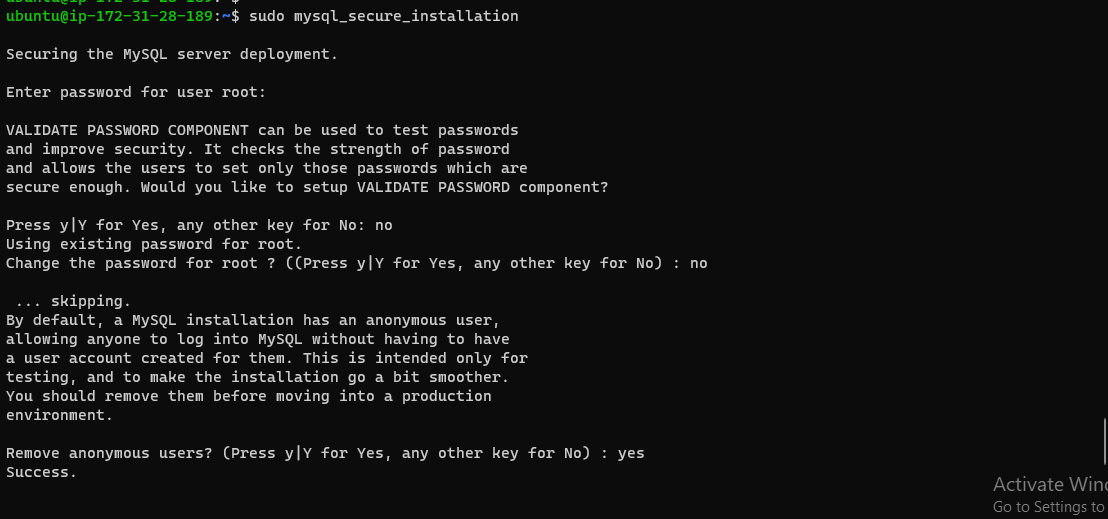 ubuntu@ip-172-31-28-189:~$
ubuntu@ip-172-31-28-189:~$ sudo mysql_secure_installation
Securing the MySQL server deployment.
Enter password for user root:
VALIDATE PASSWORD COMPONENT can be used to test passwords
and improve security. It checks the strength of password
and allows the users to set only those passwords which are
secure enough. Would you like to setup VALIDATE PASSWORD component?
Press y|Y for Yes, any other key for No: no
Using existing password for root.
Change the password for root ? ((Press y|Y for Yes, any other key for No) : no
 ... skipping.
By default, a MySQL installation has an anonymous user,
allowing anyone to log into MySQL without having to have
a user account created for them. This is intended only for
testing, and to make the installation go a bit smoother.
You should remove them before moving into a production
environment.
Remove anonymous users? (Press y|Y for Yes, any other key for No) : yes
Success.
Activate Wind
Go to Settings to